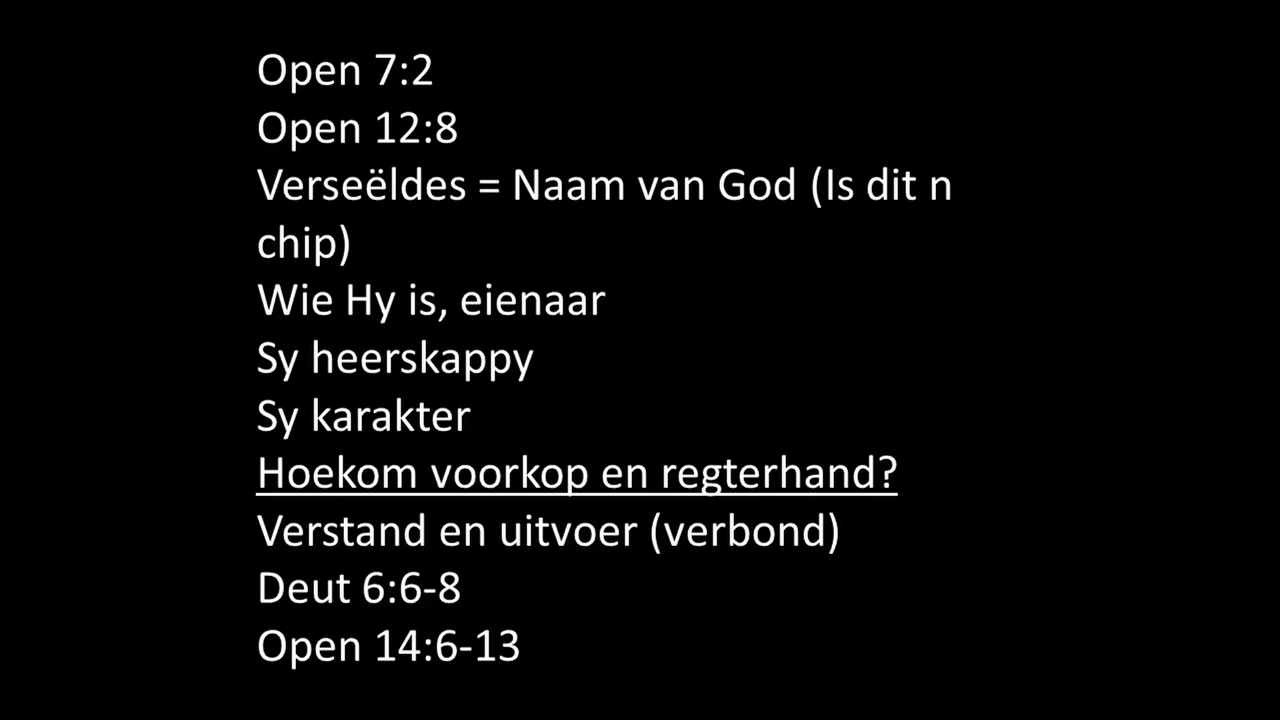 Open 7:2
Open 12:8
Verseëldes = Naam van God (Is dit n
chip)
Wie Hy is, eienaar
Sy heerskappy
Sy karakter
Hoekom voorkop en regterhand?
Verstand en uitvoer (verbond)
Deut 6:6-8
Open 14:6-13